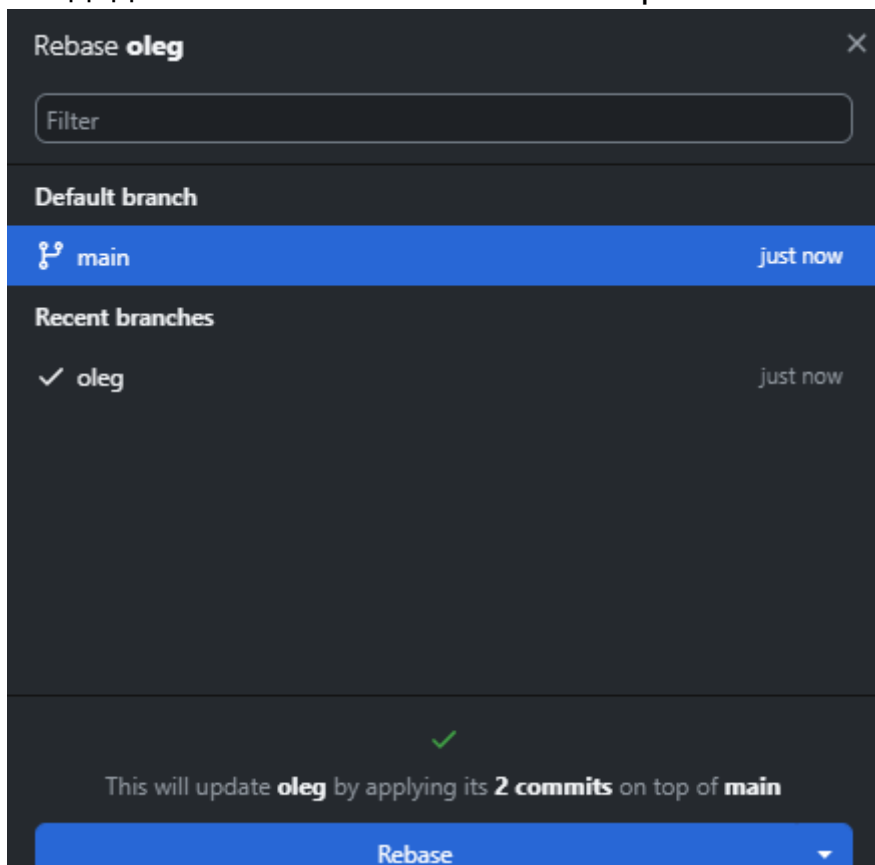 Rebase oleg
Filter
Default branch
main just now
Recent branches
oleg just now
This will update oleg by applying its 2 commits on top of main
Rebase